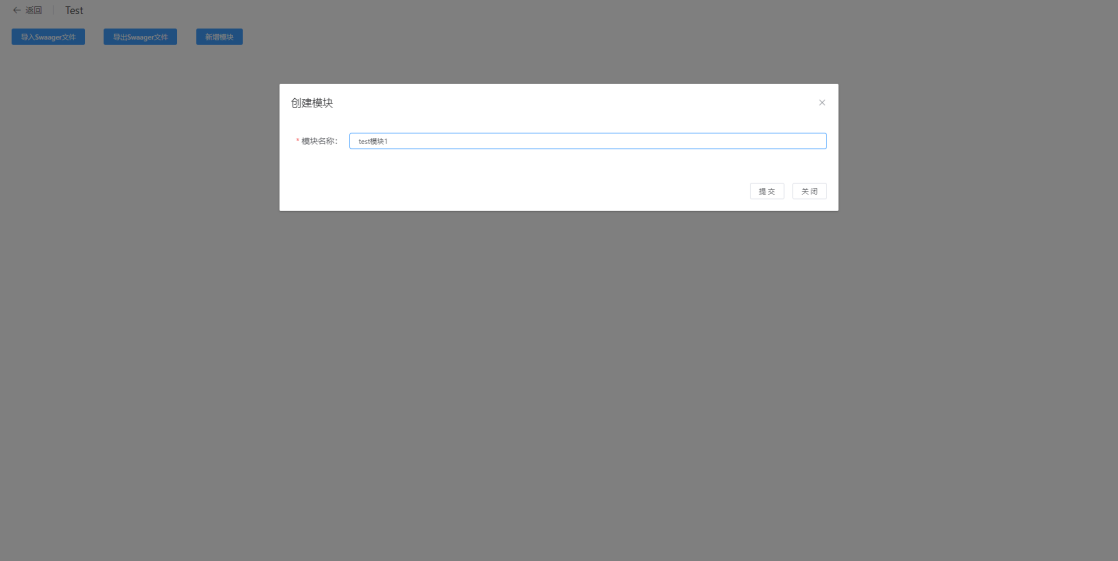 返回 Test
导入Swaager文件 导出Swaager文件 新增模块
创建模块
* 模块名称: test模块1
提 交 关 闭